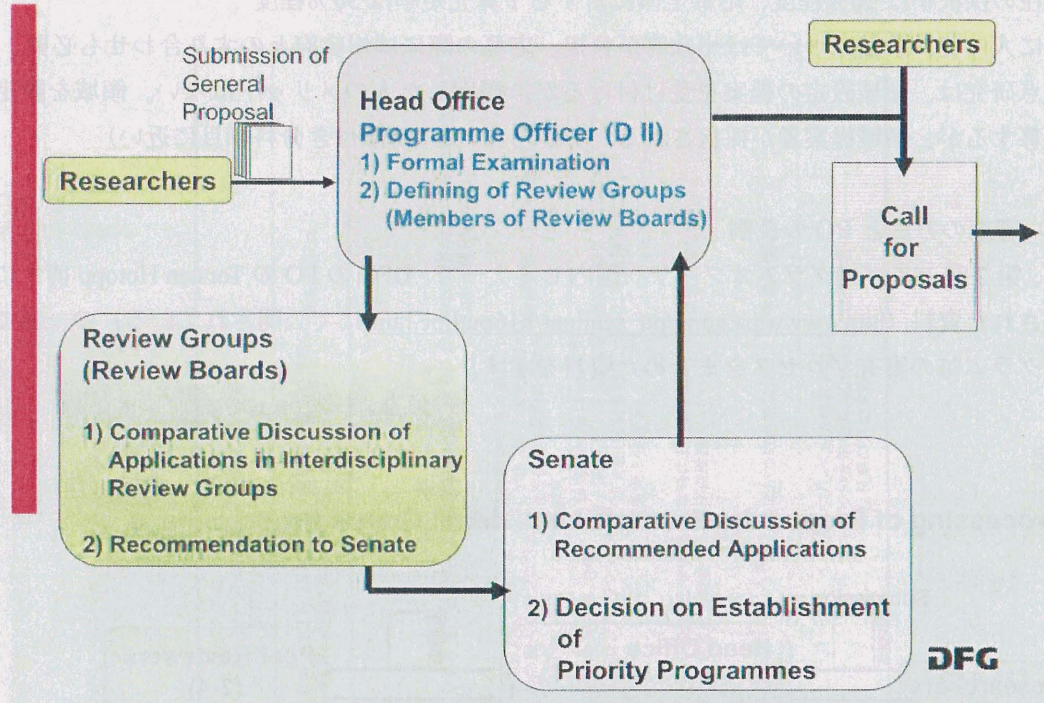 Submission of
General
Proposal
Researchers
Head Office
Programme Officer (D II)
1) Formal Examination
2) Defining of Review Groups
(Members of Review Boards)
Researchers
Call
for
Proposals
Review Groups
(Review Boards)
1) Comparative Discussion of
Applications in Interdisciplinary
Review Groups
2) Recommendation to Senate
Senate
1) Comparative Discussion of
Recommended Applications
2) Decision on Establishment
of
Priority Programmes
DFG